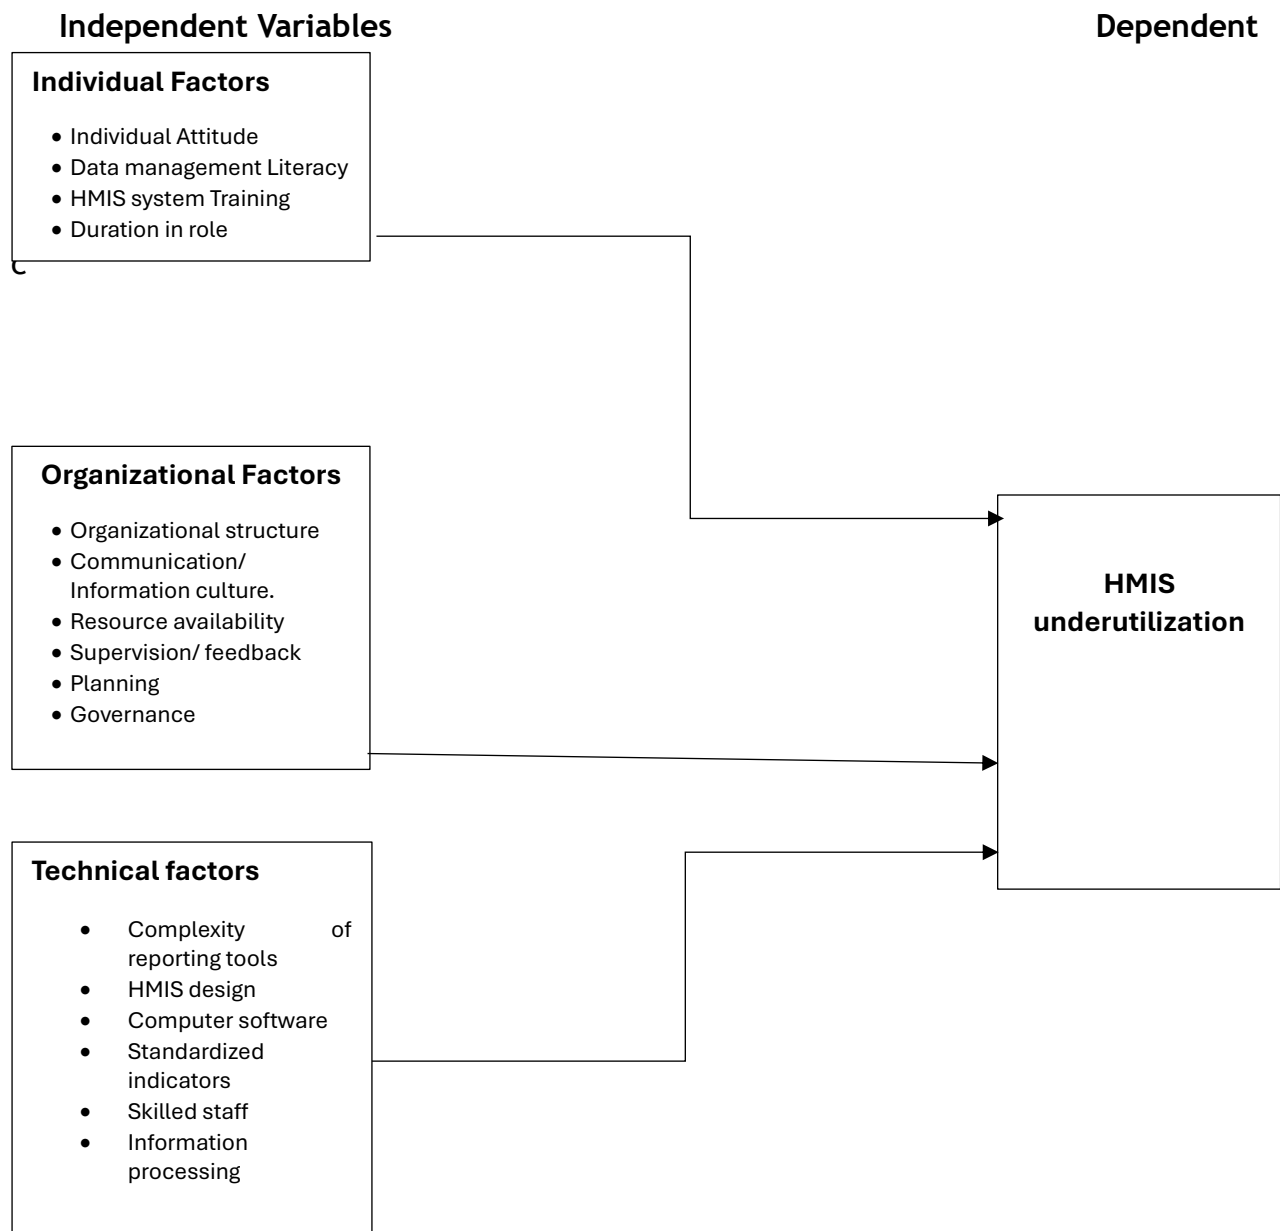 Independent Variables
Dependent
Individual Factors
• Individual Attitude
• Data management Literacy
• HMIS system Training
• Duration in role
Organizational Factors
• Organizational structure
• Communication/
Information culture.
• Resource availability
• Supervision/ feedback
• Planning
• Governance
HMIS
underutilization
Technical factors
• Complexity of
reporting tools
• HMIS design
• Computer software
• Standardized
indicators
• Skilled staff
• Information
processing